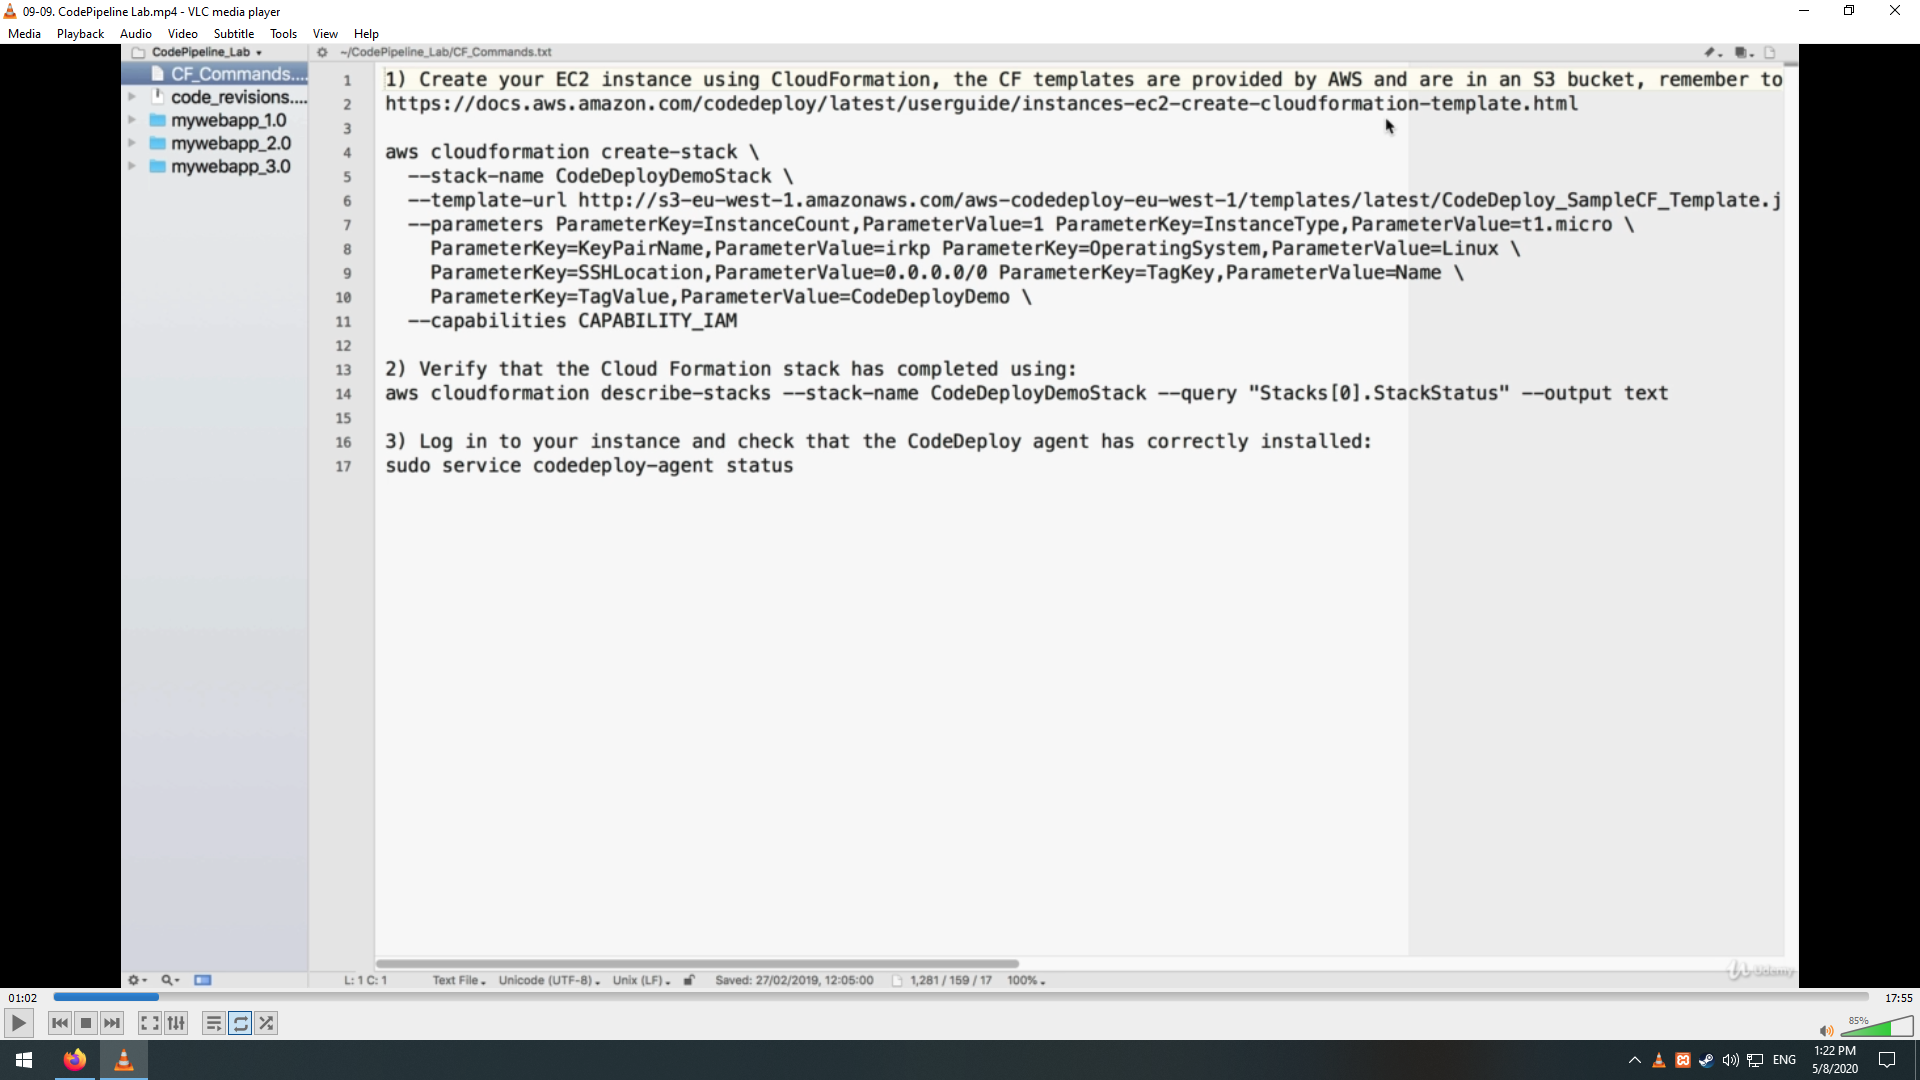 09-09. CodePipeline Lab.mp4 - VLC media player
Media Playback Audio Video Subtitle Tools View Help
CodePipeline_Lab
~/CodePipeline_Lab/CF_Commands.txt
CF_Commands....
code_revisions....
mywebapp_1.0
mywebapp_2.0
mywebapp_3.0
1 1) Create your EC2 instance using CloudFormation, the CF templates are provided by AWS and are in an S3 bucket, remember to
2 https://docs.aws.amazon.com/codedeploy/latest/userguide/instances-ec2-create-cloudformation-template.html
3
4 aws cloudformation create-stack \
5 --stack-name CodeDeployDemoStack \
6 --template-url http://s3-eu-west-1.amazonaws.com/aws-codedeploy-eu-west-1/templates/latest/CodeDeploy_SampleCF_Template.j
7 --parameters ParameterKey=InstanceCount,ParameterValue=1 ParameterKey=InstanceType,ParameterValue=t1.micro \
8 ParameterKey=KeyPairName,ParameterValue=irkp ParameterKey=OperatingSystem,ParameterValue=Linux \
9 ParameterKey=SSHLocation,ParameterValue=0.0.0.0/0 ParameterKey=TagKey,ParameterValue=Name \
10 ParameterKey=TagValue,ParameterValue=CodeDeployDemo \
11 --capabilities CAPABILITY_IAM
12
13 2) Verify that the Cloud Formation stack has completed using:
14 aws cloudformation describe-stacks --stack-name CodeDeployDemoStack --query "Stacks[0].StackStatus" --output text
15
16 3) Log in to your instance and check that the CodeDeploy agent has correctly installed:
17 sudo service codedeploy-agent status
Udemy
L: 1 C: 1 Text File Unicode (UTF-8) Unix (LF) Saved: 27/02/2019, 12:05:00 1,281 / 159 / 17 100%
01:02 17:55
85%
ENG 1:22 PM
5/8/2020